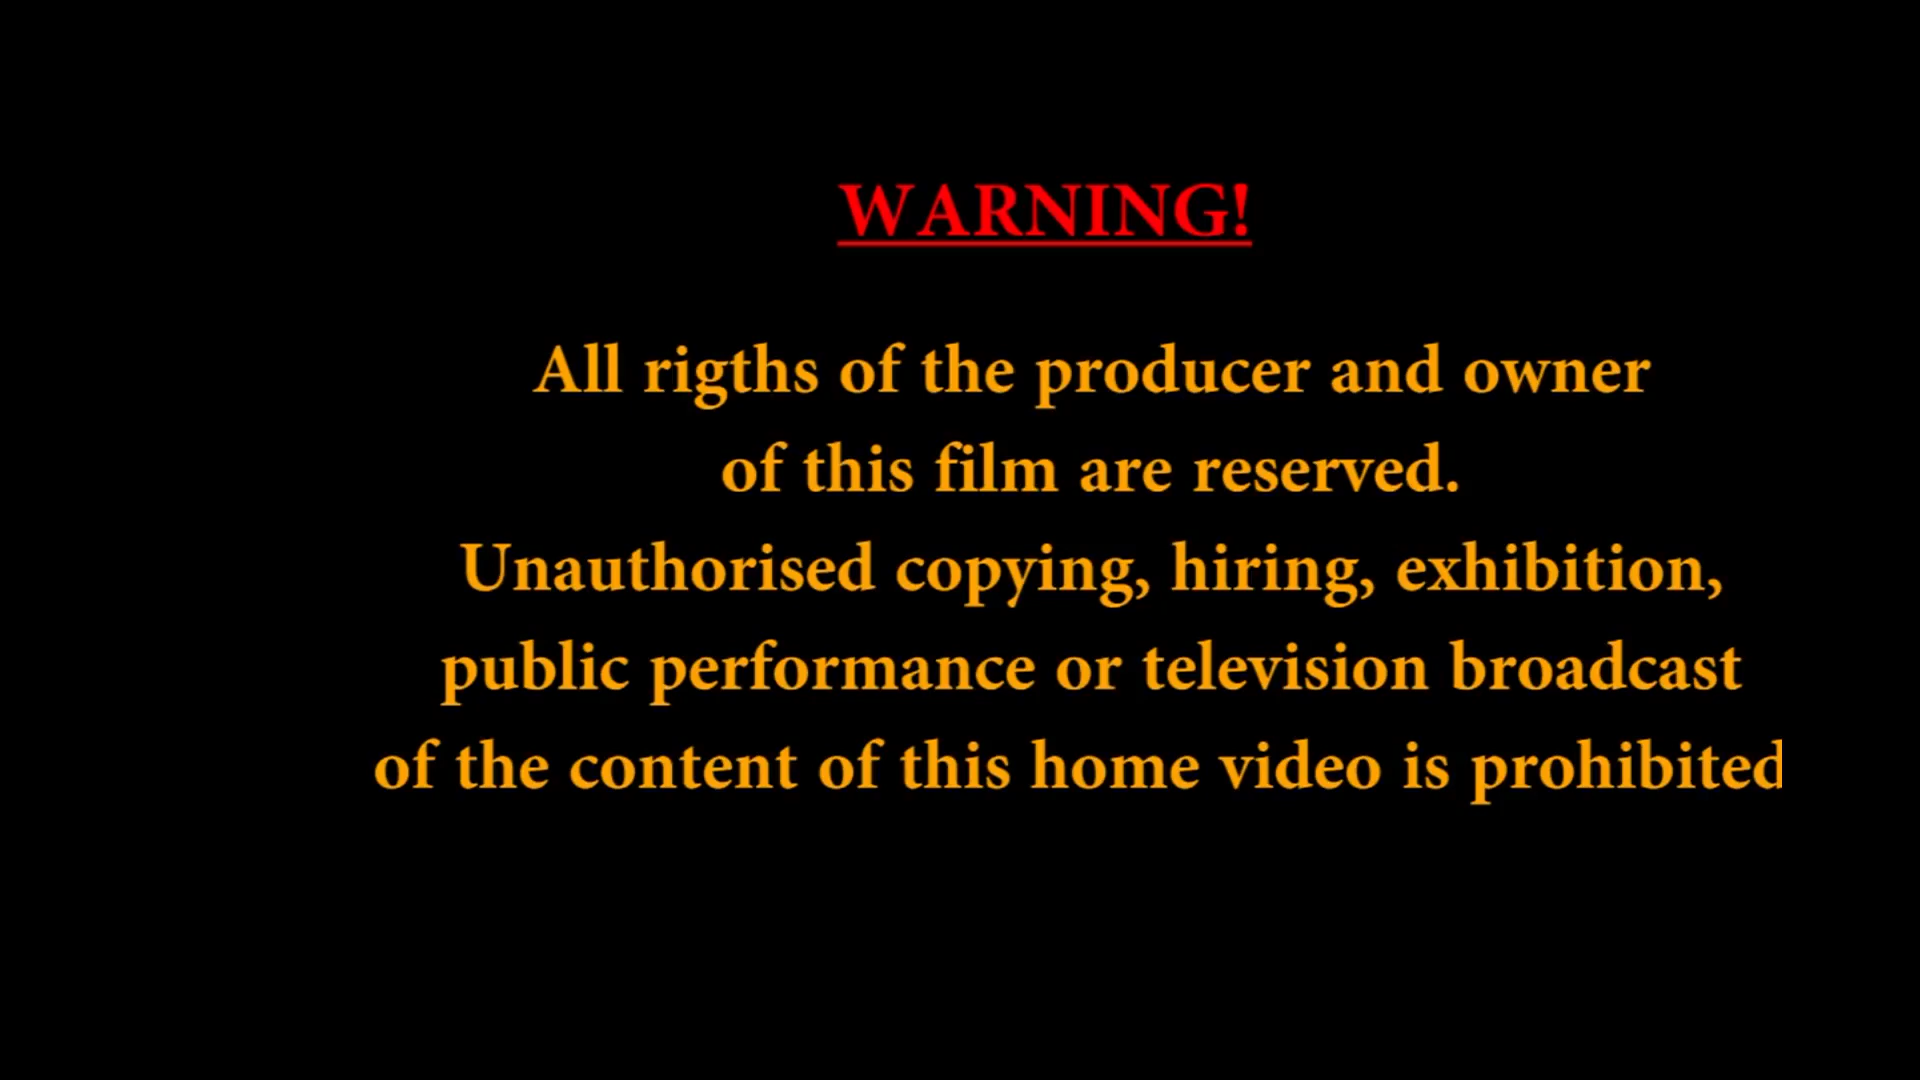 WARNING!
All rigths of the producer and owner
of this film are reserved.
Unauthorised copying, hiring, exhibition,
public performance or television broadcast
of the content of this home video is prohibited